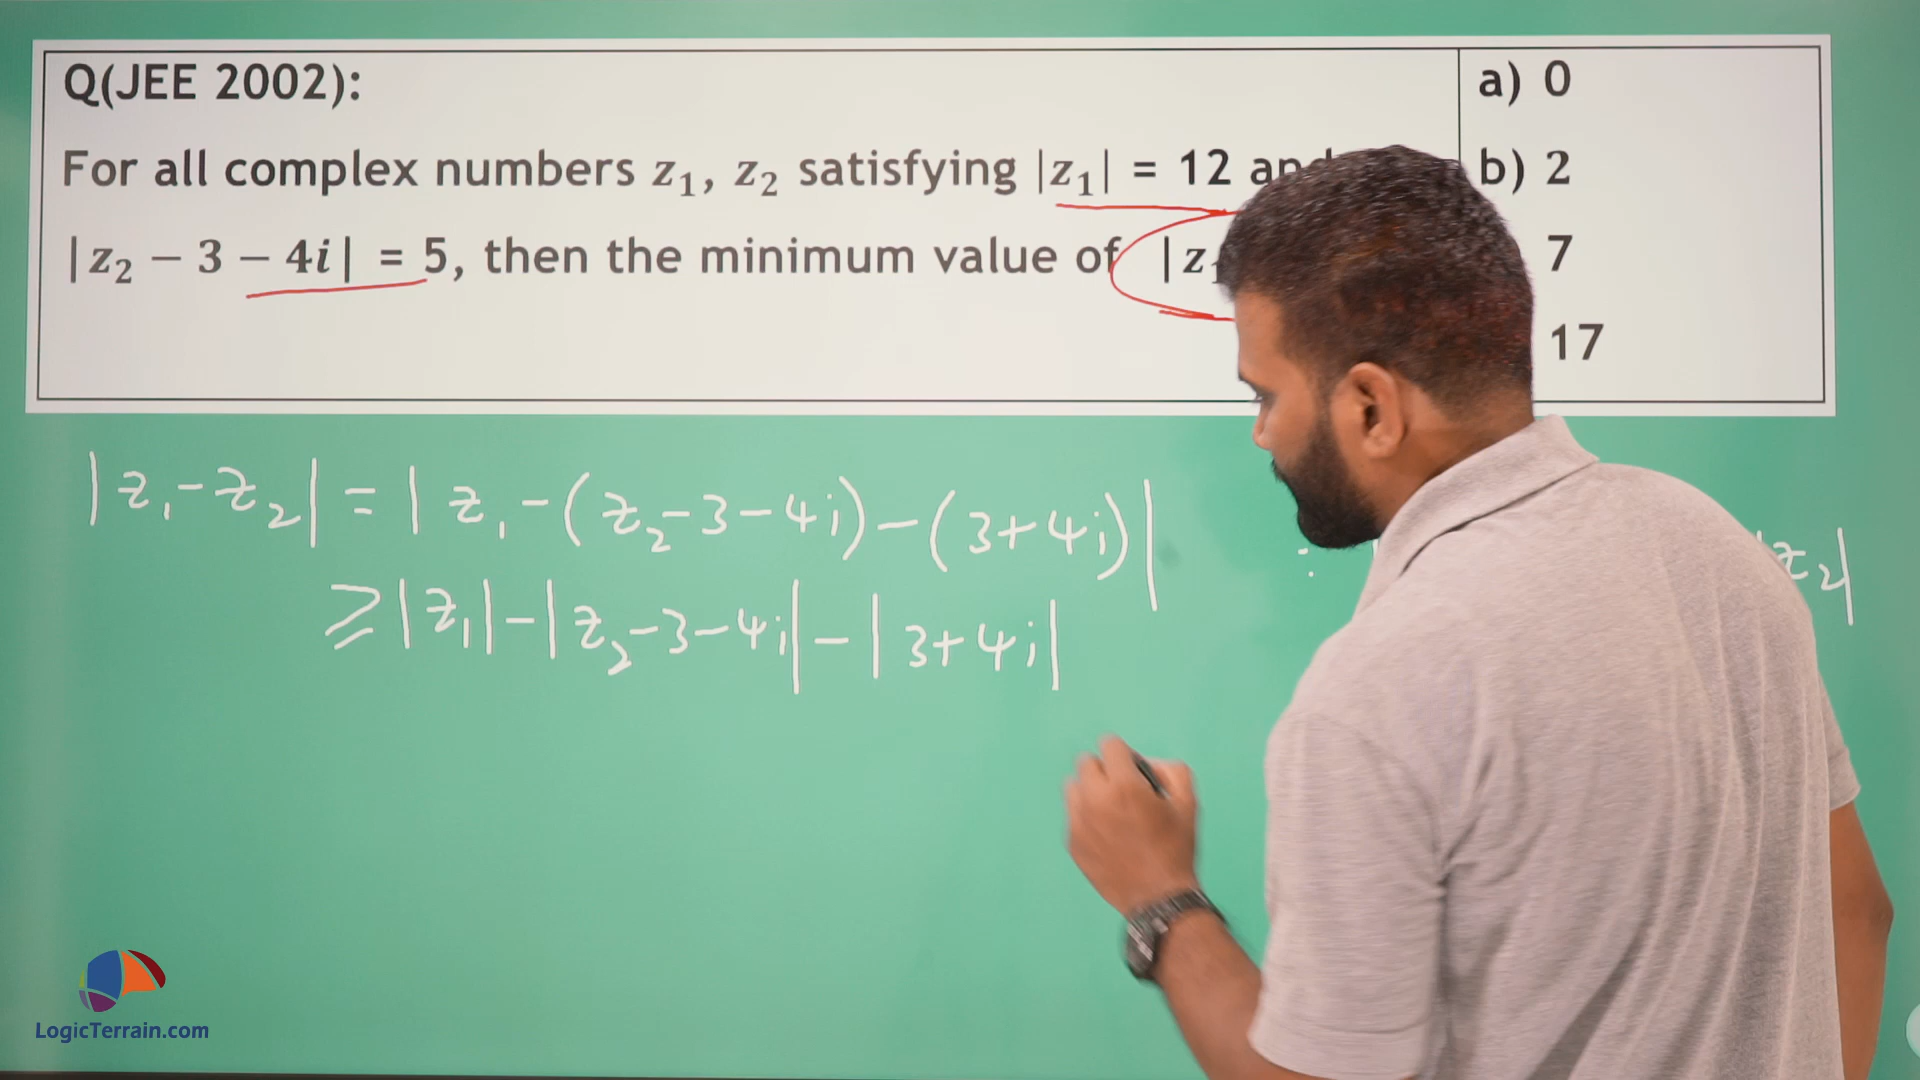 Q(JEE 2002):
For all complex numbers z₁, z₂ satisfying |z₁| = 12
|z₂ − 3 − 4i| = 5, then the minimum value of |z
a) 0
b) 2
7
17
|z₁-z₂| = |z₁-(z₂-3-4i)-(3+4i)|
≥|z₁|-|z₂-3-4i|-|3+4i|
z₂|
LogicTerrain.com